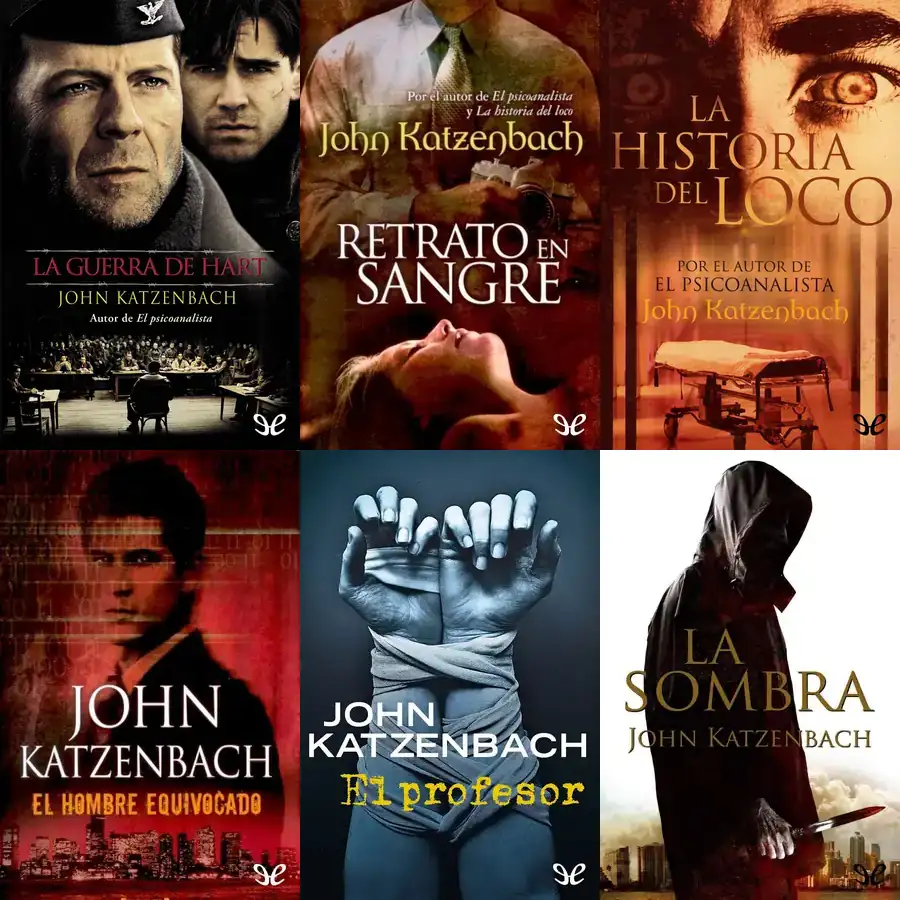 LA GUERRA DE HART
JOHN KATZENBACH
Autor de El psicoanalista
Por el autor de El psicoanalista
y La historia del loco
John Katzenbach
RETRATO EN
SANGRE
LA
HISTORIA
DEL LOCO
POR EL AUTOR DE
EL PSICOANALISTA
John Katzenbach
JOHN
KATZENBACH
EL HOMBRE EQUIVOCADO
JOHN
KATZENBACH
El profesor
LA
SOMBRA
JOHN KATZENBACH